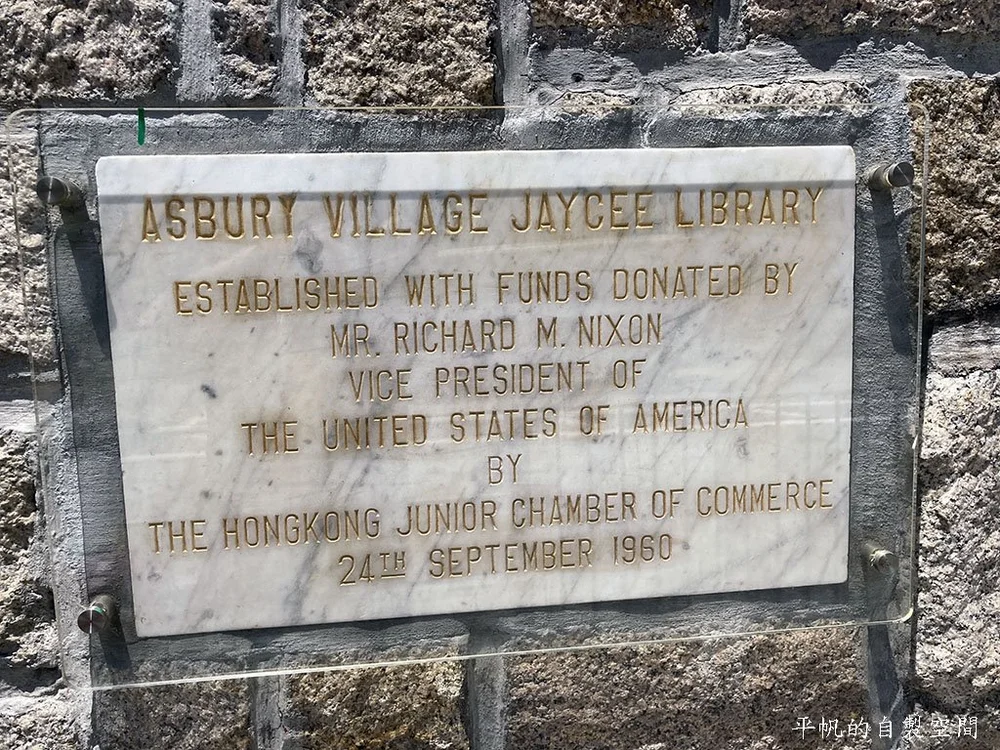 ASBURY VILLAGE JAYCEE LIBRARY
ESTABLISHED WITH FUNDS DONATED BY
MR. RICHARD M. NIXON
VICE PRESIDENT OF
THE UNITED STATES OF AMERICA
BY
THE HONGKONG JUNIOR CHAMBER OF COMMERCE
24TH SEPTEMBER 1960
平帆的自製空間